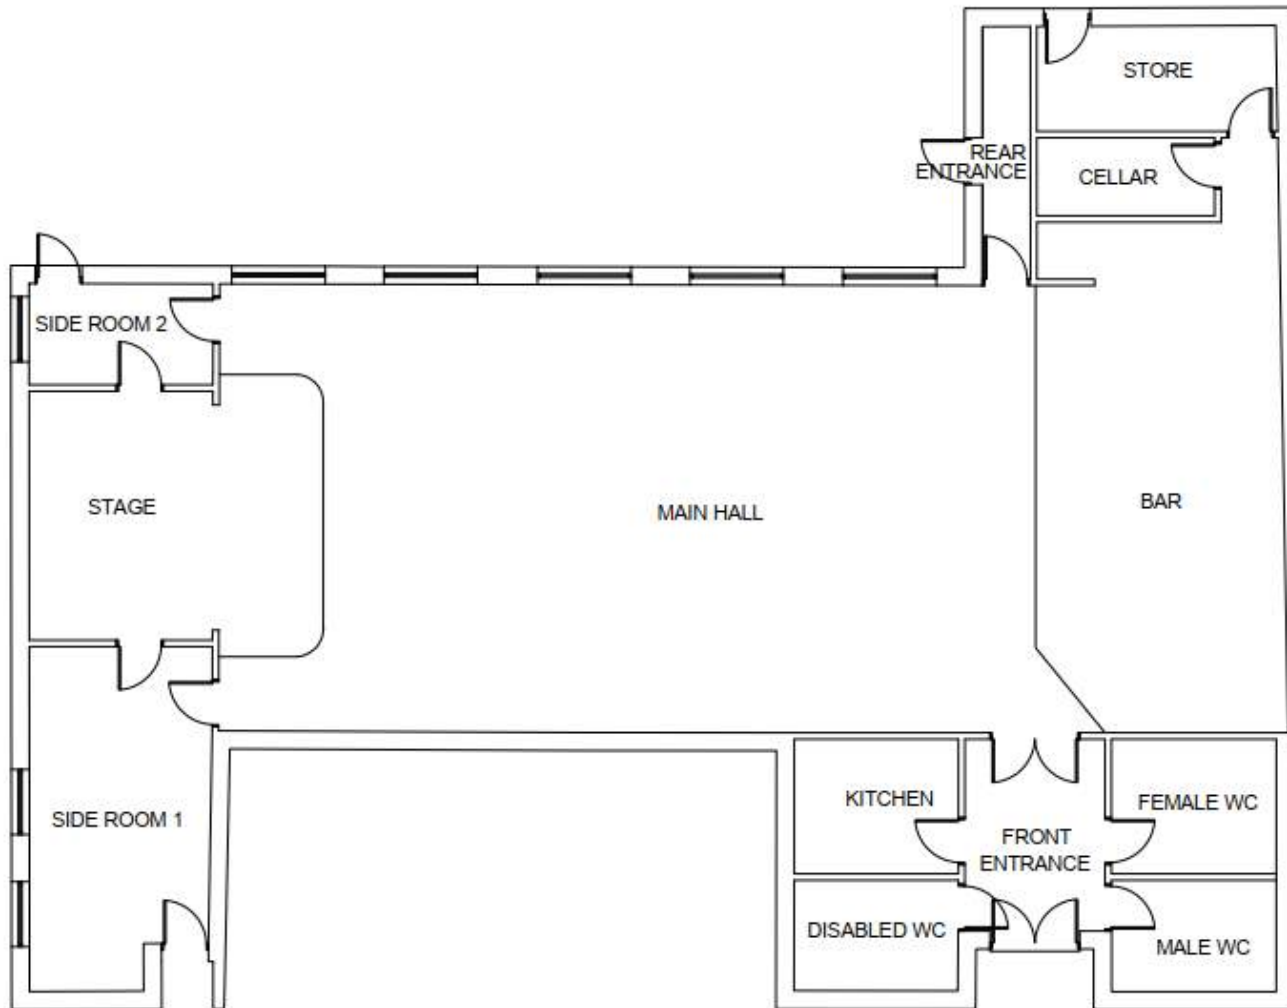 STORE
REAR
ENTRANCE
CELLAR
SIDE ROOM 2
STAGE
MAIN HALL
BAR
SIDE ROOM 1
KITCHEN
FEMALE WC
FRONT
ENTRANCE
DISABLED WC
MALE WC